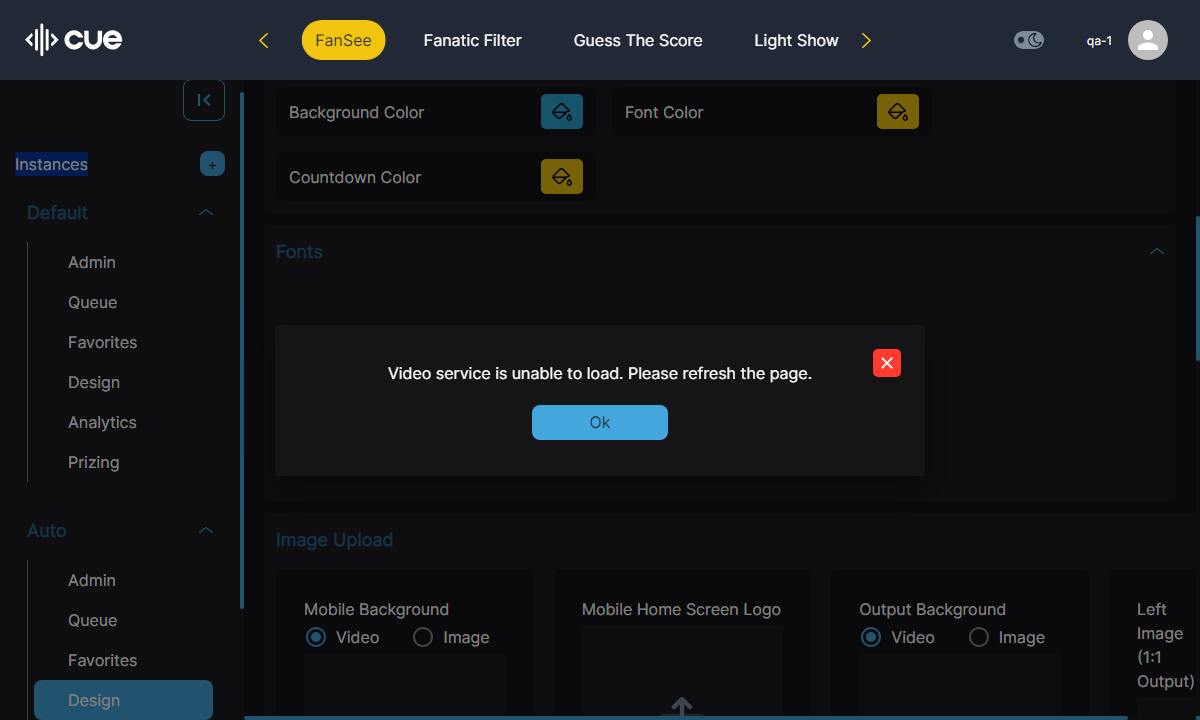 CUE
FanSee
Fanatic Filter
Guess The Score
Light Show
qa-1
Instances
+
Default
Admin
Queue
Favorites
Design
Analytics
Prizing
Auto
Admin
Queue
Favorites
Design
Background Color
Font Color
Countdown Color
Fonts
Video service is unable to load. Please refresh the page.
Ok
Image Upload
Mobile Background
Video
Image
Mobile Home Screen Logo
Output Background
Video
Image
Left
Image
(1:1
Output)